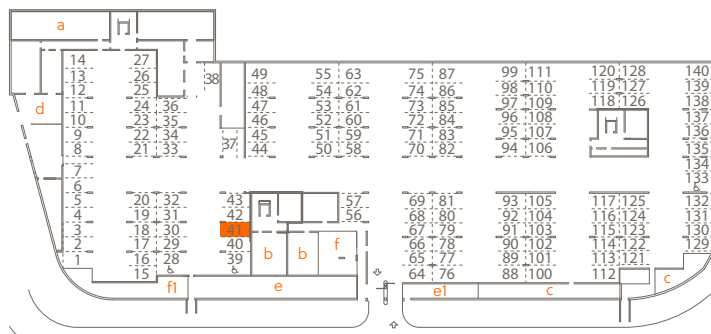 a
14 27 49 55 63 75 87 99 111 120 128 140
13 26 38 48 54 62 74 86 98 110 119 127 139
12 25 47 53 61 73 85 97 109 118 126 138
d 11 24 36 46 52 60 72 84 96 108 137
10 23 35 45 51 59 71 83 95 107 136
9 22 34 37 44 50 58 70 82 94 106 135
8 21 33 134
7 133
6
5 20 32 43 57 69 81 93 105 117 125 132
4 19 31 42 56 68 80 92 104 116 124 131
3 18 30 41 67 79 91 103 115 123 130
2 17 29 40 b b f 66 78 90 102 114 122 129
1 16 28 39 65 77 89 101 113 121
15 64 76 88 100 112 c
f1 e e1 c